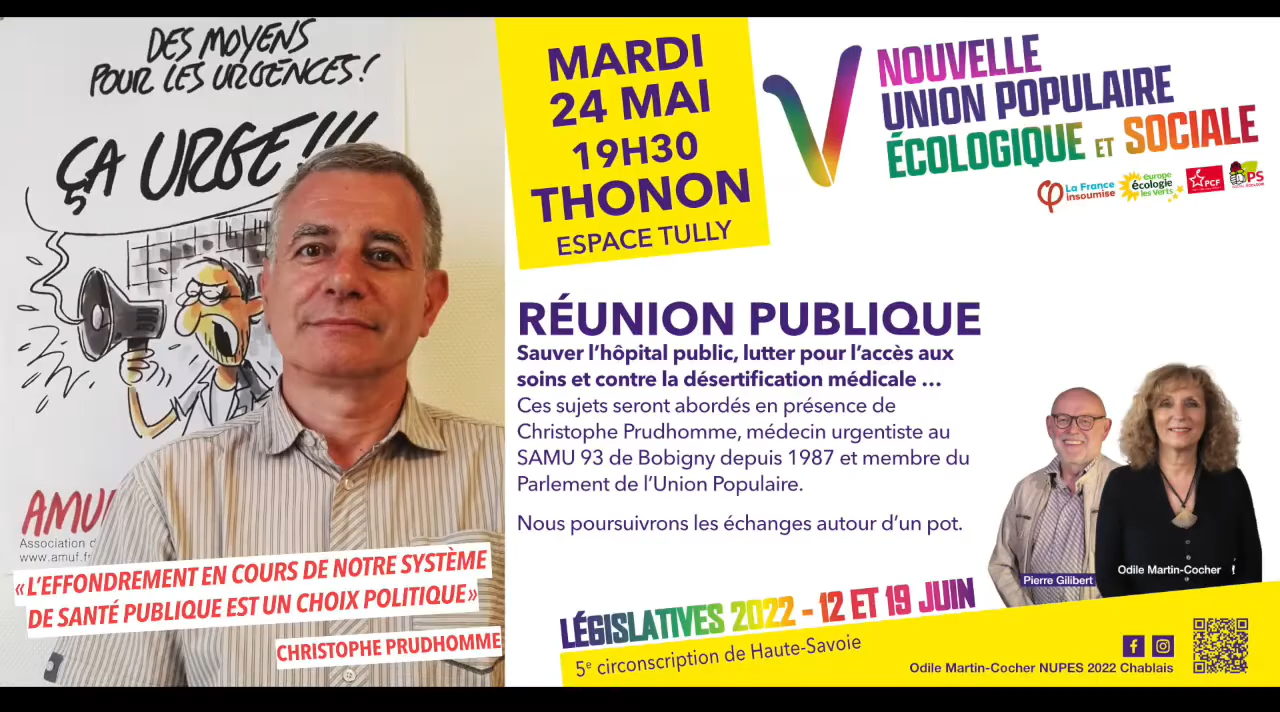 DES MOYENS
POUR LES URGENCES !
ÇA URGE !!!
AMU
Association d
www.amuf.fr
« L'EFFONDREMENT EN COURS DE NOTRE SYSTÈME
DE SANTÉ PUBLIQUE EST UN CHOIX POLITIQUE »
CHRISTOPHE PRUDHOMME
MARDI
24 MAI
19H30
THONON
ESPACE TULLY
NOUVELLE
UNION POPULAIRE
ÉCOLOGIQUE ET SOCIALE
La France
insoumise
europe
écologie
les Verts
PCF
PS
RÉUNION PUBLIQUE
Sauver l'hôpital public, lutter pour l'accès aux
soins et contre la désertification médicale ...
Ces sujets seront abordés en présence de
Christophe Prudhomme, médecin urgentiste au
SAMU 93 de Bobigny depuis 1987 et membre du
Parlement de l'Union Populaire.
Nous poursuivrons les échanges autour d'un pot.
Pierre Gilibert
Odile Martin-Cocher
LÉGISLATIVES 2022 - 12 ET 19 JUIN
5e circonscription de Haute-Savoie
Odile Martin-Cocher NUPES 2022 Chablais